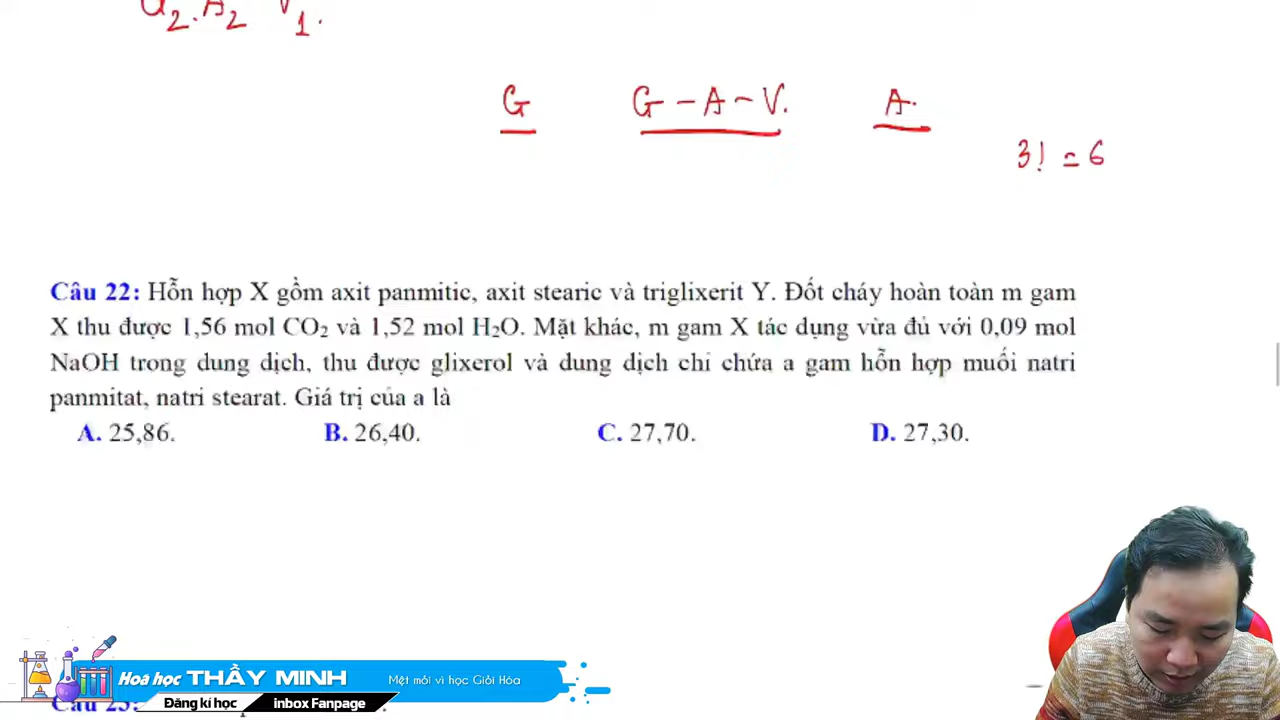 G2. A2 V1.
G G – A – V. A.
3! = 6
Câu 22: Hỗn hợp X gồm axit panmitic, axit stearic và triglixerit Y. Đốt cháy hoàn toàn m gam
X thu được 1,56 mol CO2 và 1,52 mol H2O. Mặt khác, m gam X tác dụng vừa đủ với 0,09 mol
NaOH trong dung dịch, thu được glixerol và dung dịch chỉ chứa a gam hỗn hợp muối natri
panmitat, natri stearat. Giá trị của a là
A. 25,86. B. 26,40. C. 27,70. D. 27,30.
Hoá học THẦY MINH Mệt mỏi vì học Giỏi Hóa
Đăng kí học inbox Fanpage